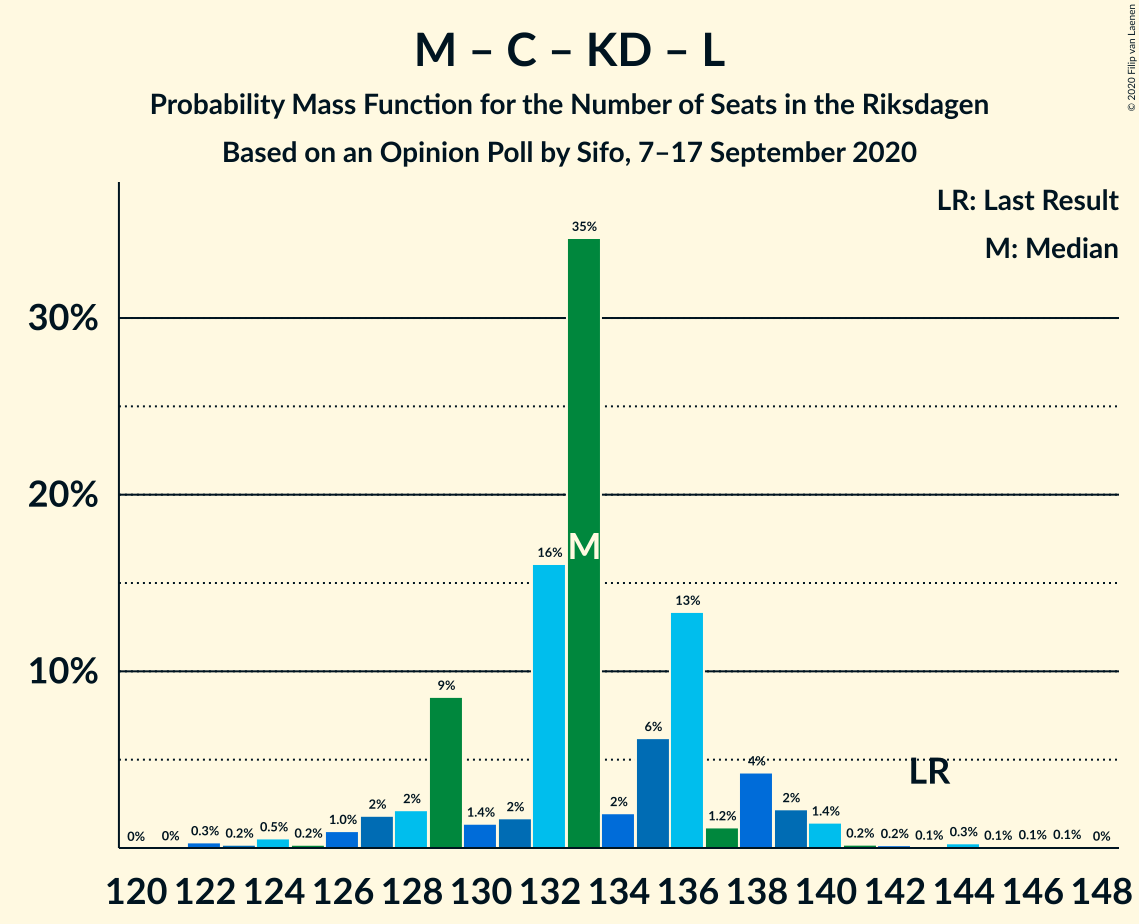 M – C – KD – L
Probability Mass Function for the Number of Seats in the Riksdagen
Based on an Opinion Poll by Sifo, 7–17 September 2020
© 2020 Filip van Laenen
LR: Last Result
M: Median
30%
20%
10%
0% 0% 0.3% 0.2% 0.5% 0.2% 1.0% 2% 2% 9% 1.4% 2% 16% 35% 2% 6% 13% 1.2% 4% 2% 1.4% 0.2% 0.2% 0.1% 0.3% 0.1% 0.1% 0.1% 0%
M
LR
120 122 124 126 128 130 132 134 136 138 140 142 144 146 148